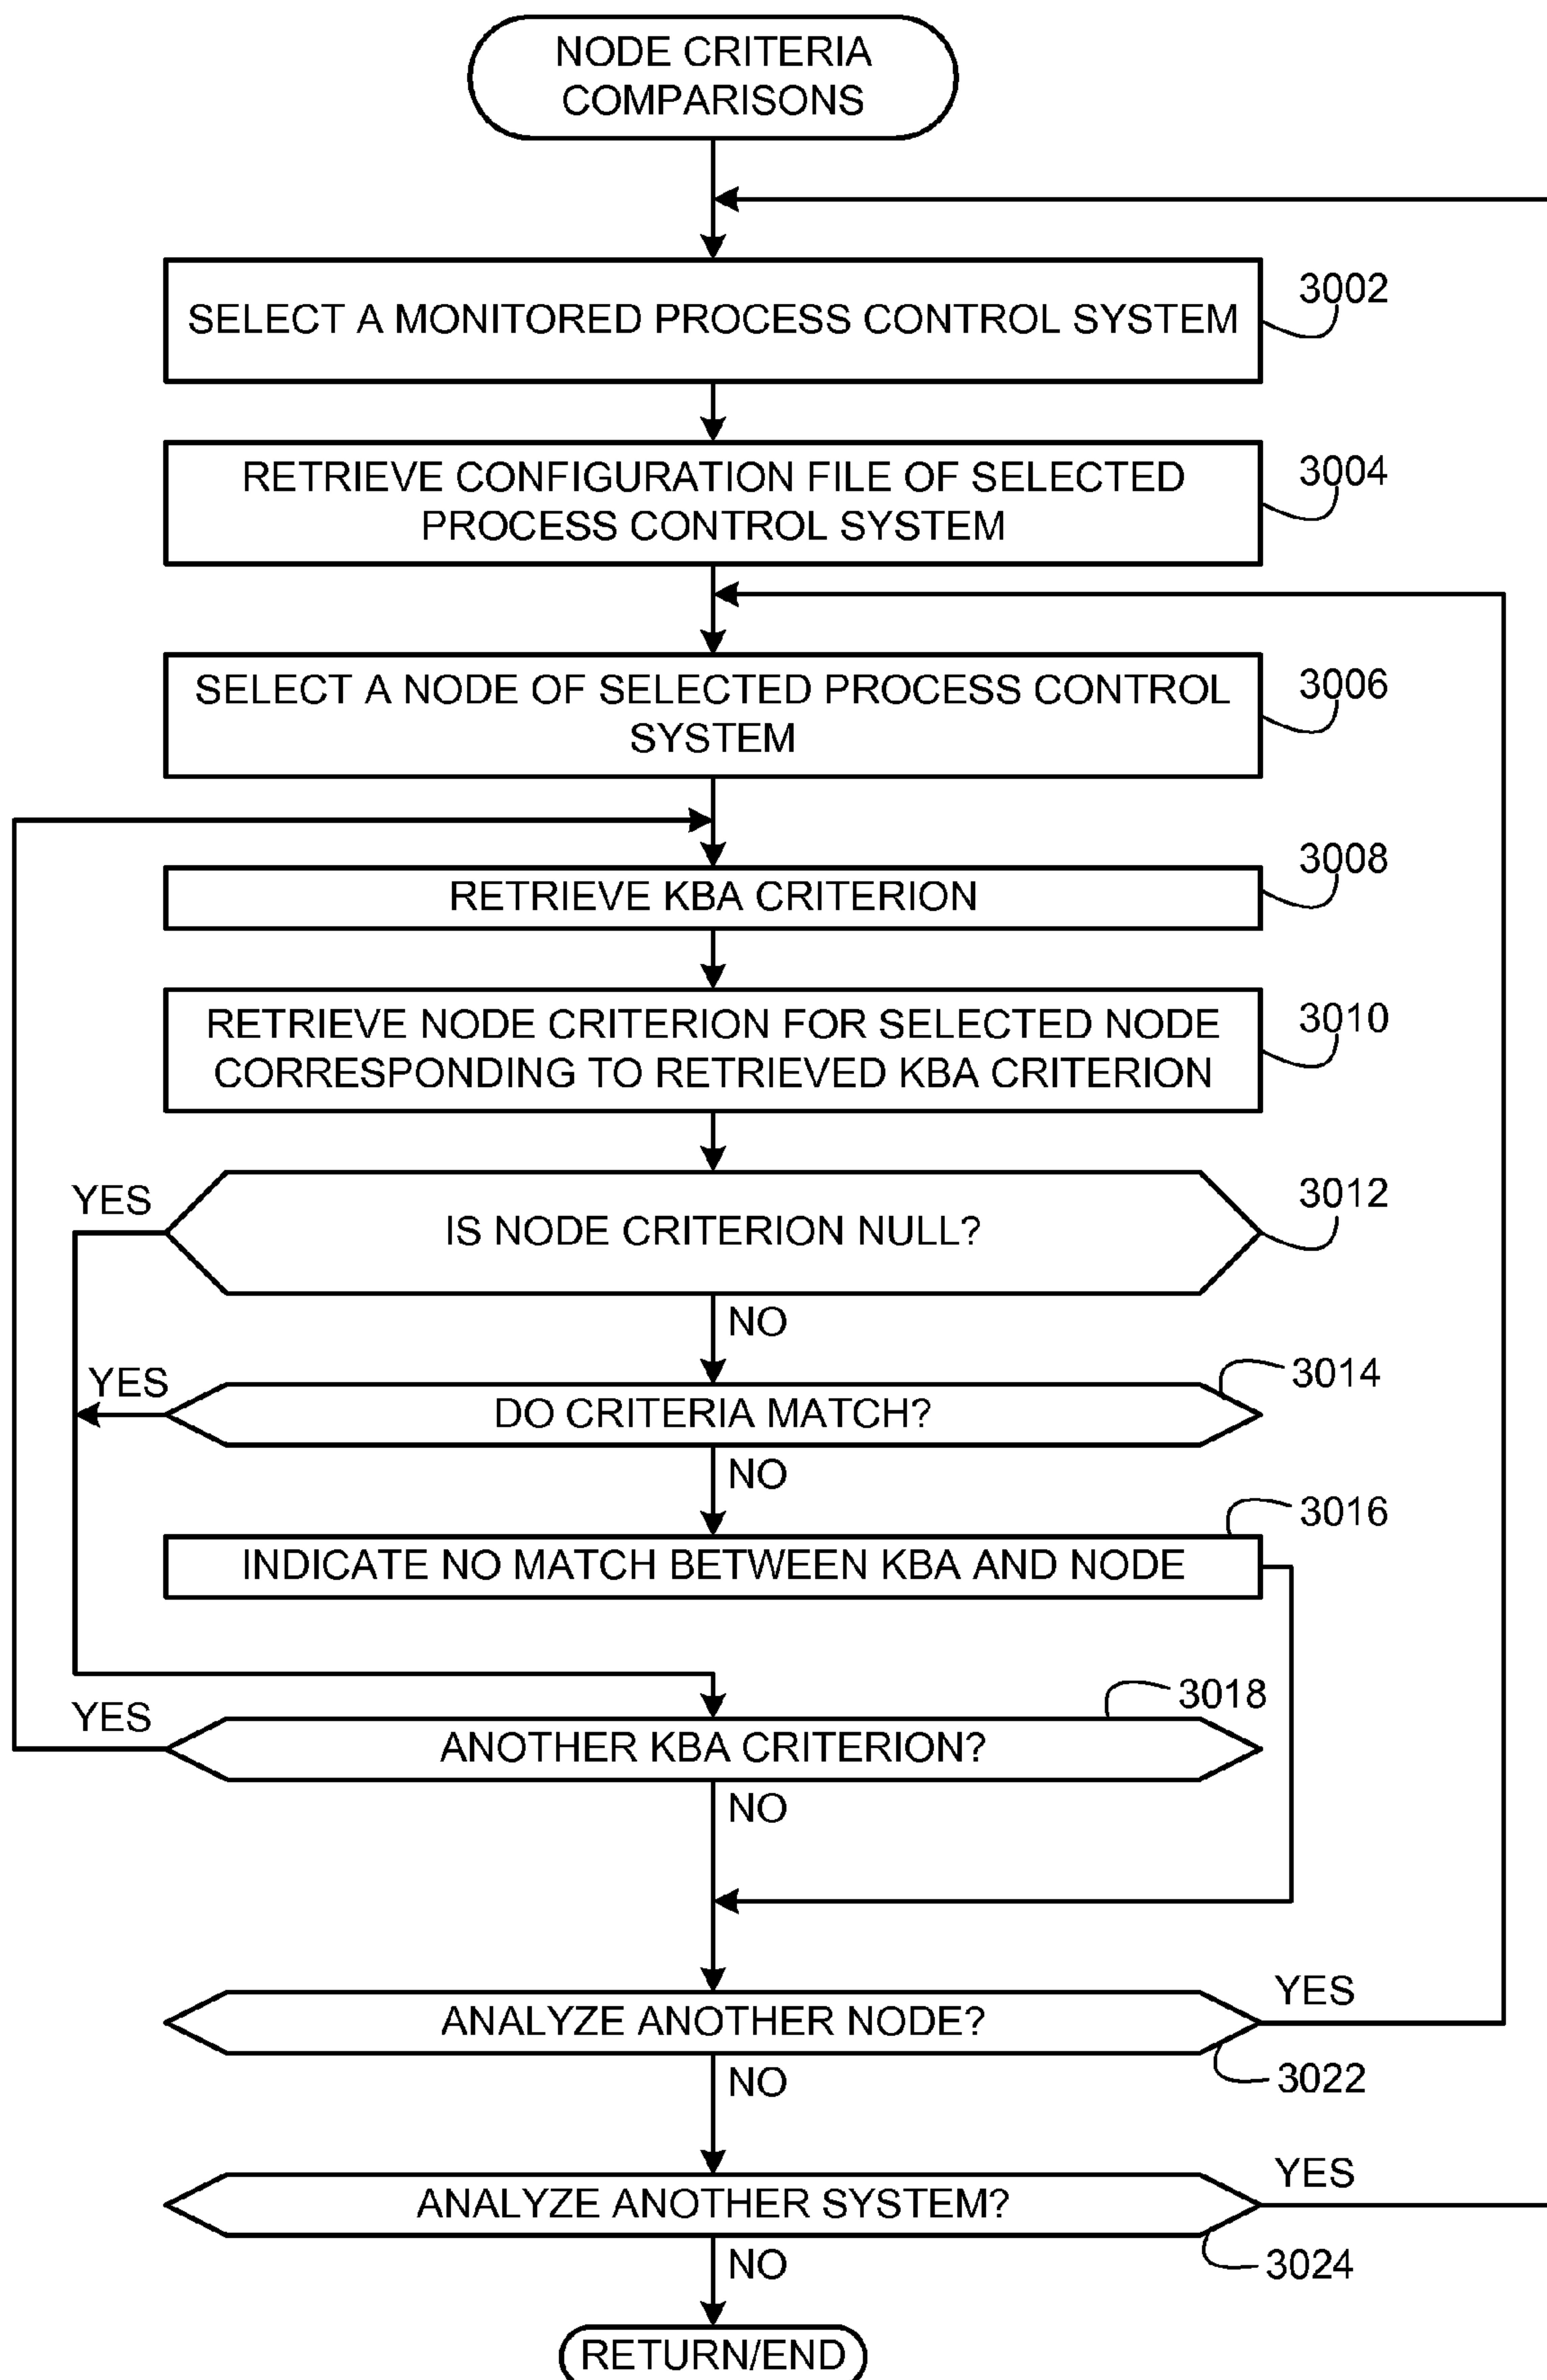 NODE CRITERIA
COMPARISONS
SELECT A MONITORED PROCESS CONTROL SYSTEM
3002
RETRIEVE CONFIGURATION FILE OF SELECTED
PROCESS CONTROL SYSTEM
3004
SELECT A NODE OF SELECTED PROCESS CONTROL
SYSTEM
3006
RETRIEVE KBA CRITERION
3008
RETRIEVE NODE CRITERION FOR SELECTED NODE
CORRESPONDING TO RETRIEVED KBA CRITERION
3010
YES
IS NODE CRITERION NULL?
3012
NO
YES
DO CRITERIA MATCH?
3014
NO
INDICATE NO MATCH BETWEEN KBA AND NODE
3016
YES
ANOTHER KBA CRITERION?
3018
NO
ANALYZE ANOTHER NODE?
YES
3022
NO
ANALYZE ANOTHER SYSTEM?
YES
3024
NO
RETURN/END